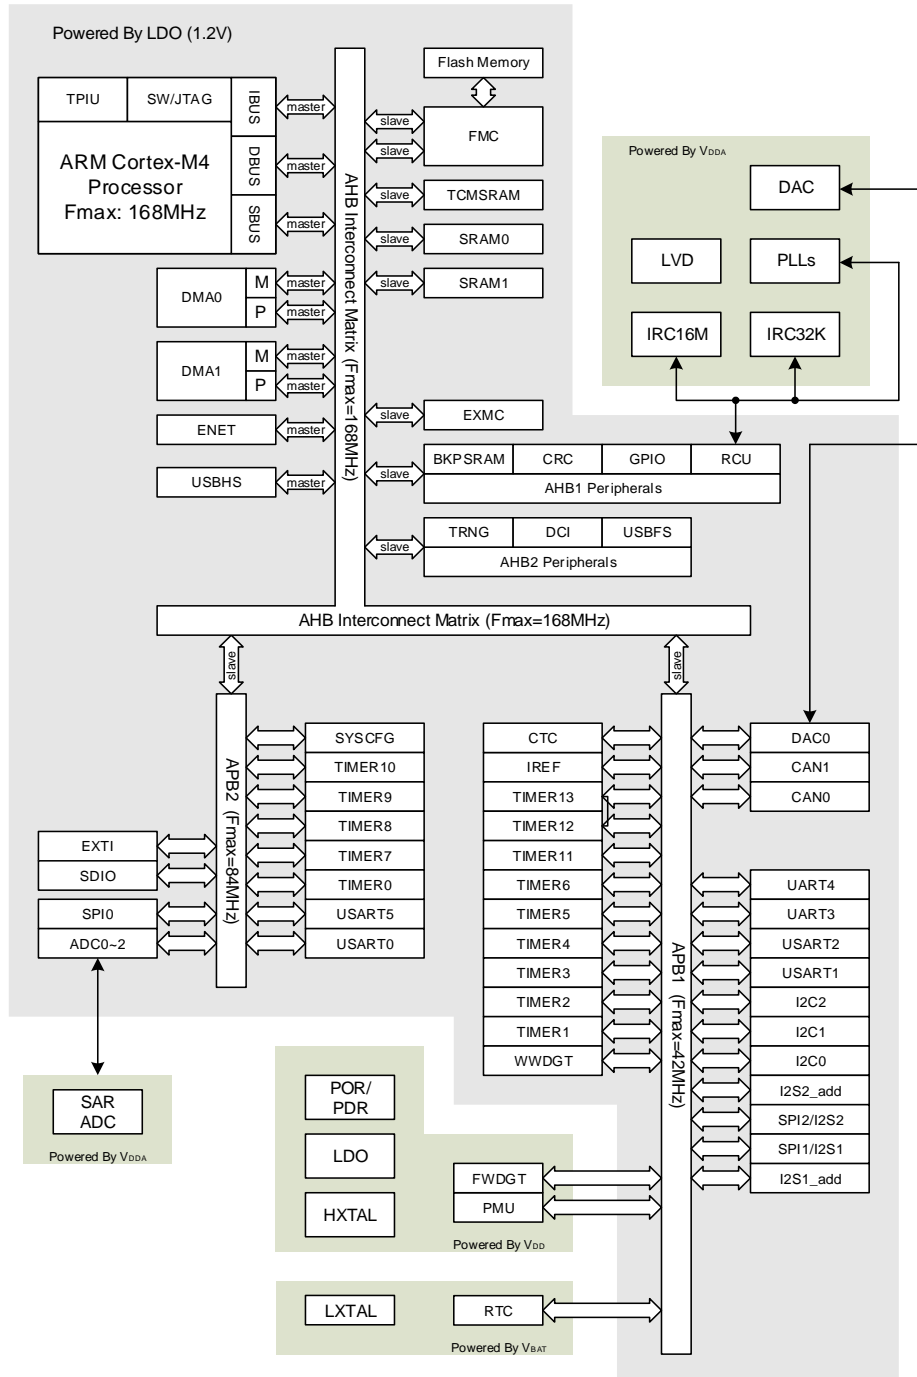 Powered By LDO (1.2V)
Flash Memory
TPIU
SW/JTAG
IBUS
master
slave
FMC
slave
ARM Cortex-M4
Processor
Fmax: 168MHz
DBUS
master
SBUS
master
AHB Interconnect Matrix (Fmax=168MHz)
slave
TCMSRAM
slave
SRAM0
slave
SRAM1
DMA0
M
master
P
master
DMA1
M
master
P
master
ENET
master
USBHS
master
slave
EXMC
slave
BKPSRAM
CRC
GPIO
RCU
AHB1 Peripherals
slave
TRNG
DCI
USBFS
AHB2 Peripherals
Powered By VDDA
DAC
LVD
PLLs
IRC16M
IRC32K
AHB Interconnect Matrix (Fmax=168MHz)
slave
slave
APB2 (Fmax=84MHz)
SYSCFG
TIMER10
TIMER9
TIMER8
TIMER7
TIMER0
USART5
USART0
EXTI
SDIO
SPI0
ADC0~2
SAR
ADC
Powered By VDDA
CTC
IREF
TIMER13
TIMER12
TIMER11
TIMER6
TIMER5
TIMER4
TIMER3
TIMER2
TIMER1
WWDGT
APB1 (Fmax=42MHz)
DAC0
CAN1
CAN0
UART4
UART3
USART2
USART1
I2C2
I2C1
I2C0
I2S2_add
SPI2/I2S2
SPI1/I2S1
I2S1_add
POR/
PDR
LDO
HXTAL
FWDGT
PMU
Powered By VDD
LXTAL
RTC
Powered By VBAT